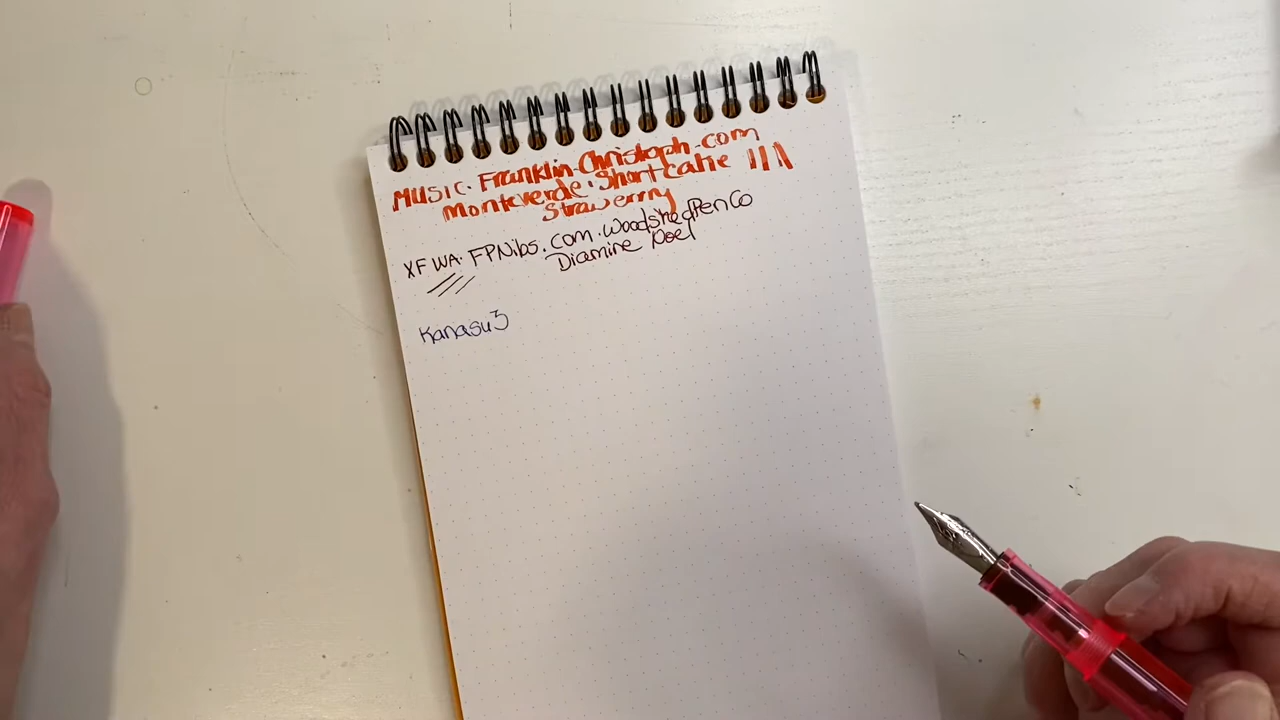 MUSIC. Franklin-Christoph.com
Monteverde. Shortcake
Strawberry
XF WA. FPNibs.com.WoodshedPenCo
Diamine Noel
Kanasu3